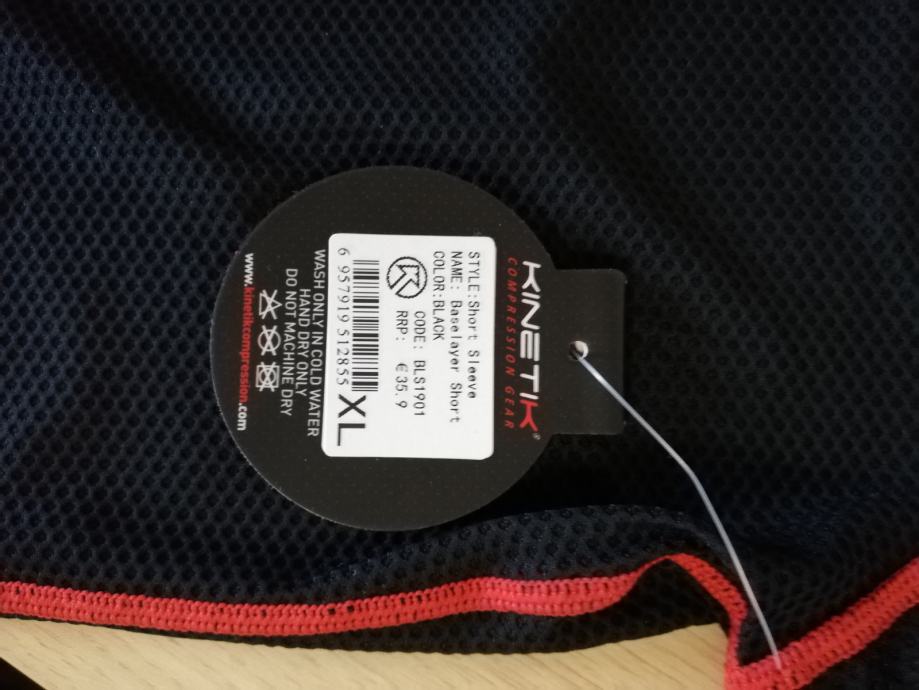 KINETIK®
COMPRESSION GEAR
STYLE:Short Sleeve
NAME: Baselayer Short
COLOR:BLACK
CODE: BLS1901
RRP: €35.9
6 957919 512855
XL
WASH ONLY IN COLD WATER
HAND DRY ONLY
DO NOT MACHINE DRY
www.kinetikcompression.com